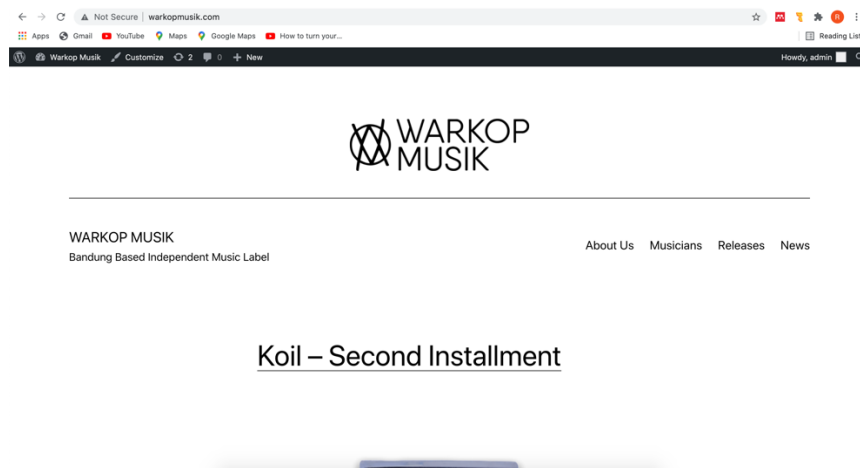 Not Secure | warkopmusik.com
Apps Gmail YouTube Maps Google Maps How to turn your... Reading List
Warkop Musik Customize 2 0 New Howdy, admin
WARKOP
MUSIK
WARKOP MUSIK
Bandung Based Independent Music Label
About Us Musicians Releases News
Koil – Second Installment